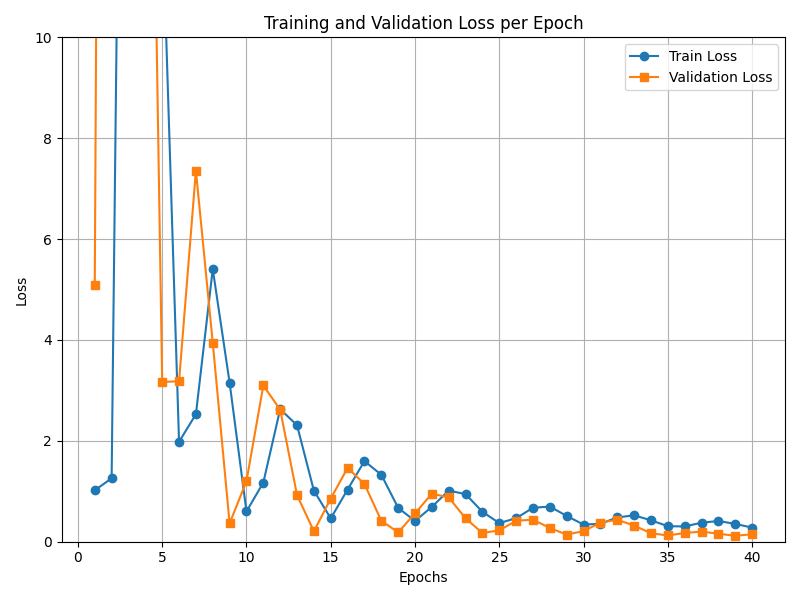 Training and Validation Loss per Epoch
Train Loss
Validation Loss
Loss
10
8
6
4
2
0
0 5 10 15 20 25 30 35 40
Epochs